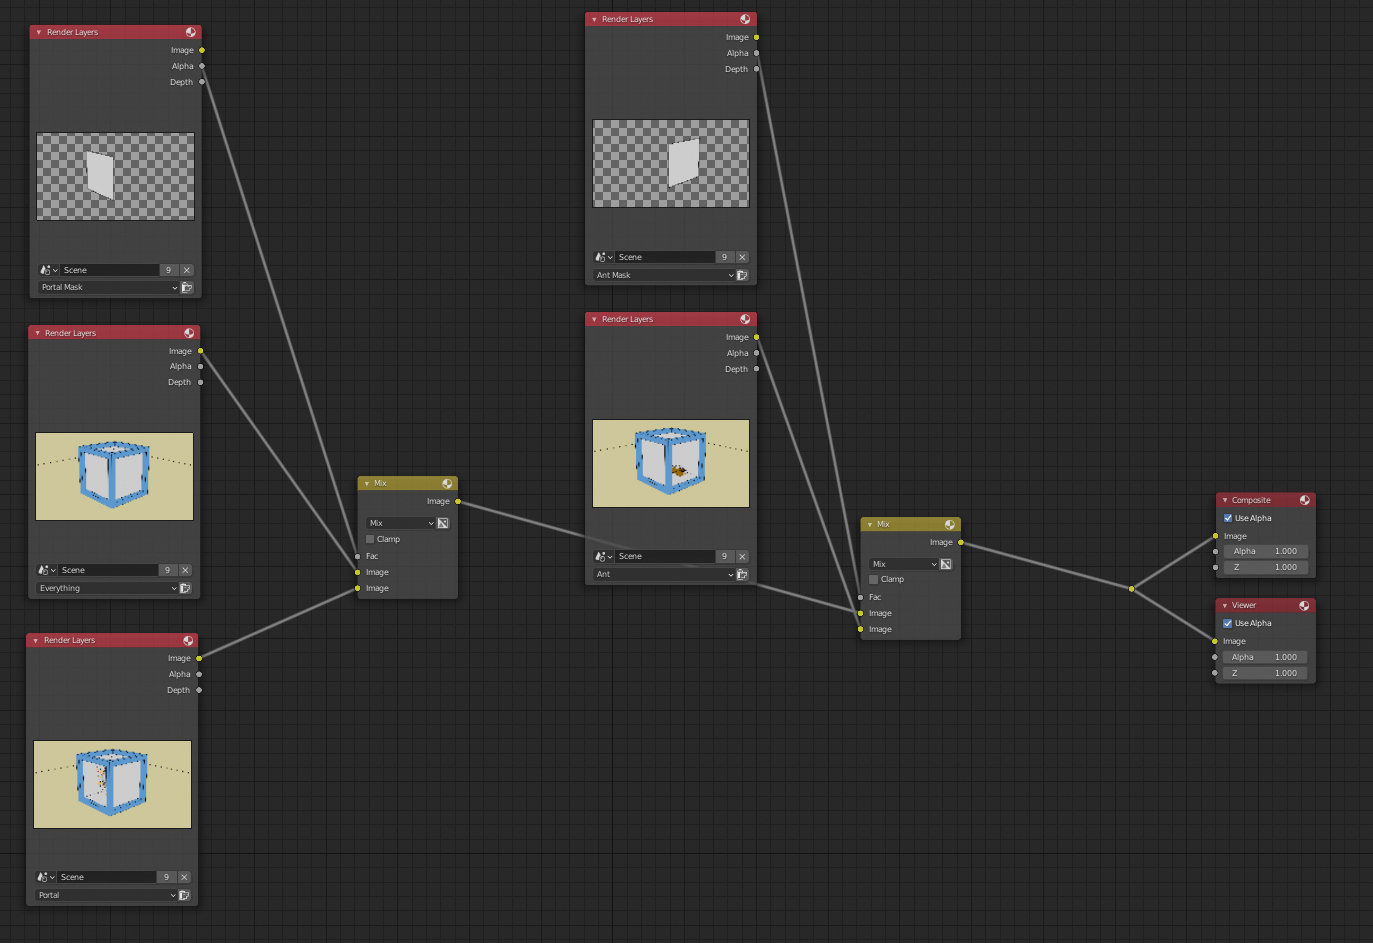 Render Layers
Image
Alpha
Depth
Scene
9
Portal Mask
Render Layers
Image
Alpha
Depth
Scene
9
Everything
Render Layers
Image
Alpha
Depth
Scene
9
Portal
Mix
Image
Mix
Clamp
Fac
Image
Image
Render Layers
Image
Alpha
Depth
Scene
9
Ant Mask
Render Layers
Image
Alpha
Depth
Scene
9
Ant
Mix
Image
Mix
Clamp
Fac
Image
Image
Composite
Use Alpha
Image
Alpha 1.000
Z 1.000
Viewer
Use Alpha
Image
Alpha 1.000
Z 1.000